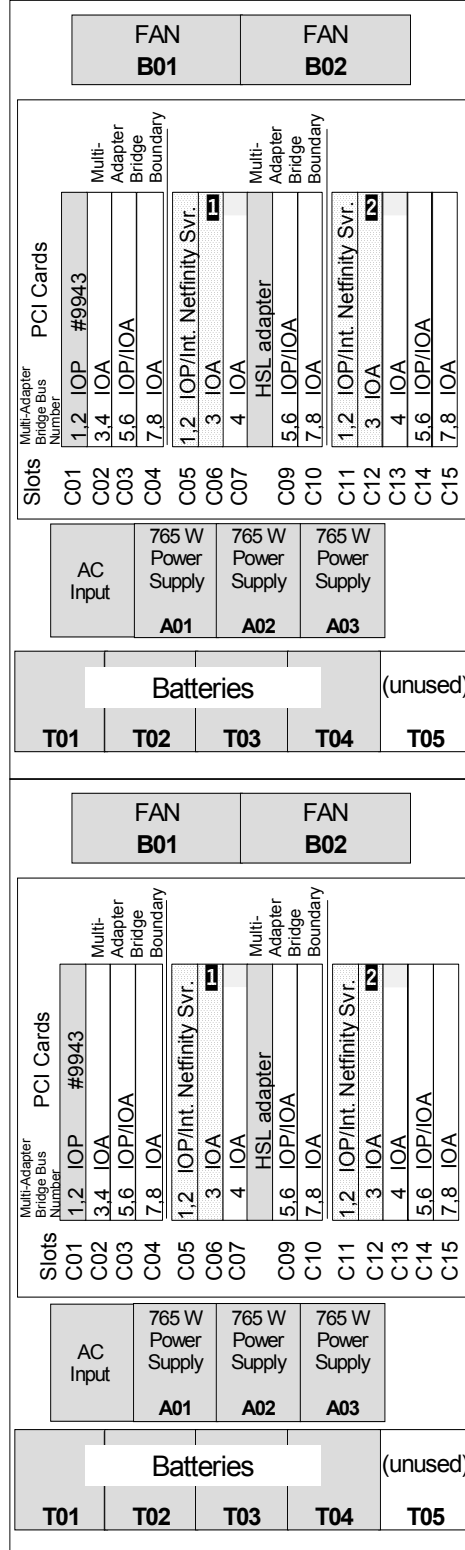 FAN
B01
FAN
B02
Slots
Multi-Adapter
Bridge Bus
Number
PCI Cards
C01 1,2 IOP #9943
C02 3,4 IOA
C03 5,6 IOP/IOA
C04 7,8 IOA
Multi-
Adapter
Bridge
Boundary
C05 1,2 IOP/Int. Netfinity Svr.
C06 3 IOA 1
C07 4 IOA
HSL adapter
C09 5,6 IOP/IOA
C10 7,8 IOA
Multi-
Adapter
Bridge
Boundary
C11 1,2 IOP/Int. Netfinity Svr.
C12 3 IOA 2
C13 4 IOA
C14 5,6 IOP/IOA
C15 7,8 IOA
AC
Input
765 W
Power
Supply
A01
765 W
Power
Supply
A02
765 W
Power
Supply
A03
Batteries
(unused)
T01 T02 T03 T04 T05
FAN
B01
FAN
B02
Slots
Multi-Adapter
Bridge Bus
Number
PCI Cards
C01 1,2 IOP #9943
C02 3,4 IOA
C03 5,6 IOP/IOA
C04 7,8 IOA
Multi-
Adapter
Bridge
Boundary
C05 1,2 IOP/Int. Netfinity Svr.
C06 3 IOA 1
C07 4 IOA
HSL adapter
C09 5,6 IOP/IOA
C10 7,8 IOA
Multi-
Adapter
Bridge
Boundary
C11 1,2 IOP/Int. Netfinity Svr.
C12 3 IOA 2
C13 4 IOA
C14 5,6 IOP/IOA
C15 7,8 IOA
AC
Input
765 W
Power
Supply
A01
765 W
Power
Supply
A02
765 W
Power
Supply
A03
Batteries
(unused)
T01 T02 T03 T04 T05